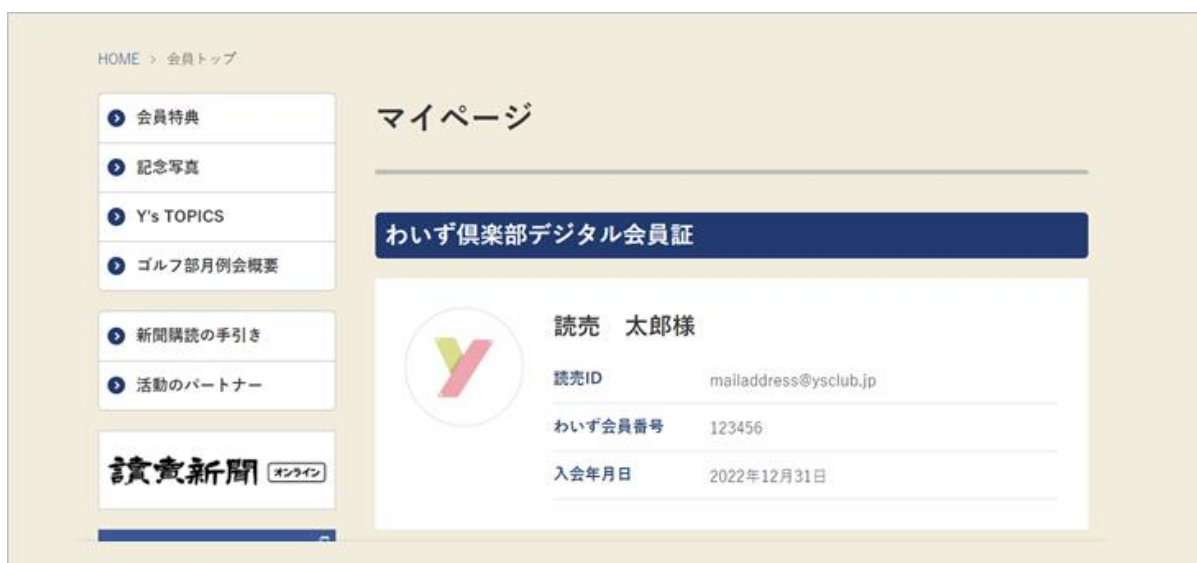 HOME > 会員トップ
会員特典
記念写真
Y's TOPICS
ゴルフ部月例会概要
新聞購読の手引き
活動のパートナー
讀賣新聞 オンライン
マイページ
わいず倶楽部デジタル会員証
読売 太郎様
読売ID mailaddress@ysclub.jp
わいず会員番号 123456
入会年月日 2022年12月31日